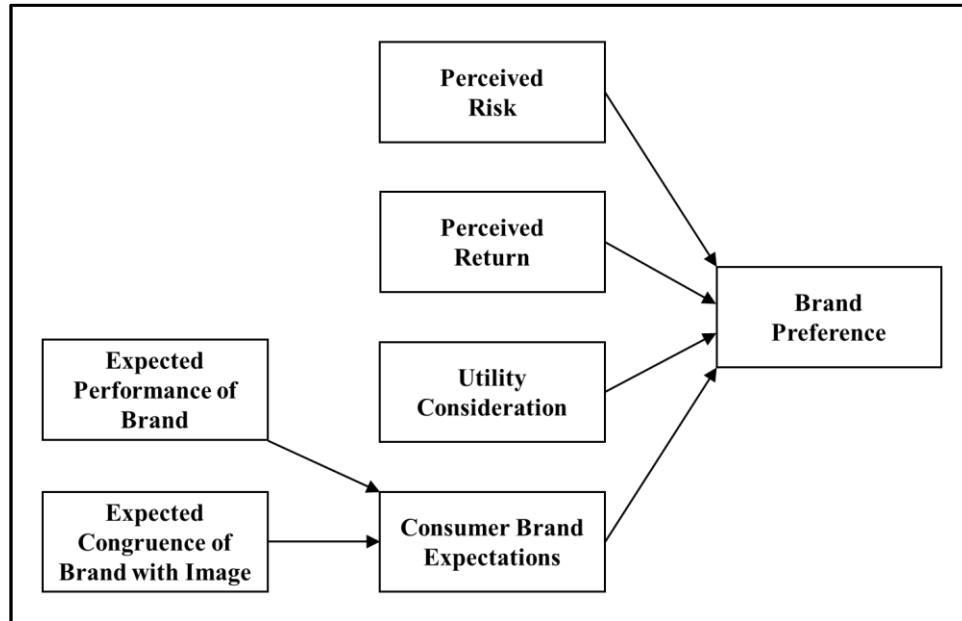 Perceived
Risk
Perceived
Return
Brand
Preference
Expected
Performance of
Brand
Utility
Consideration
Expected
Congruence of
Brand with Image
Consumer Brand
Expectations